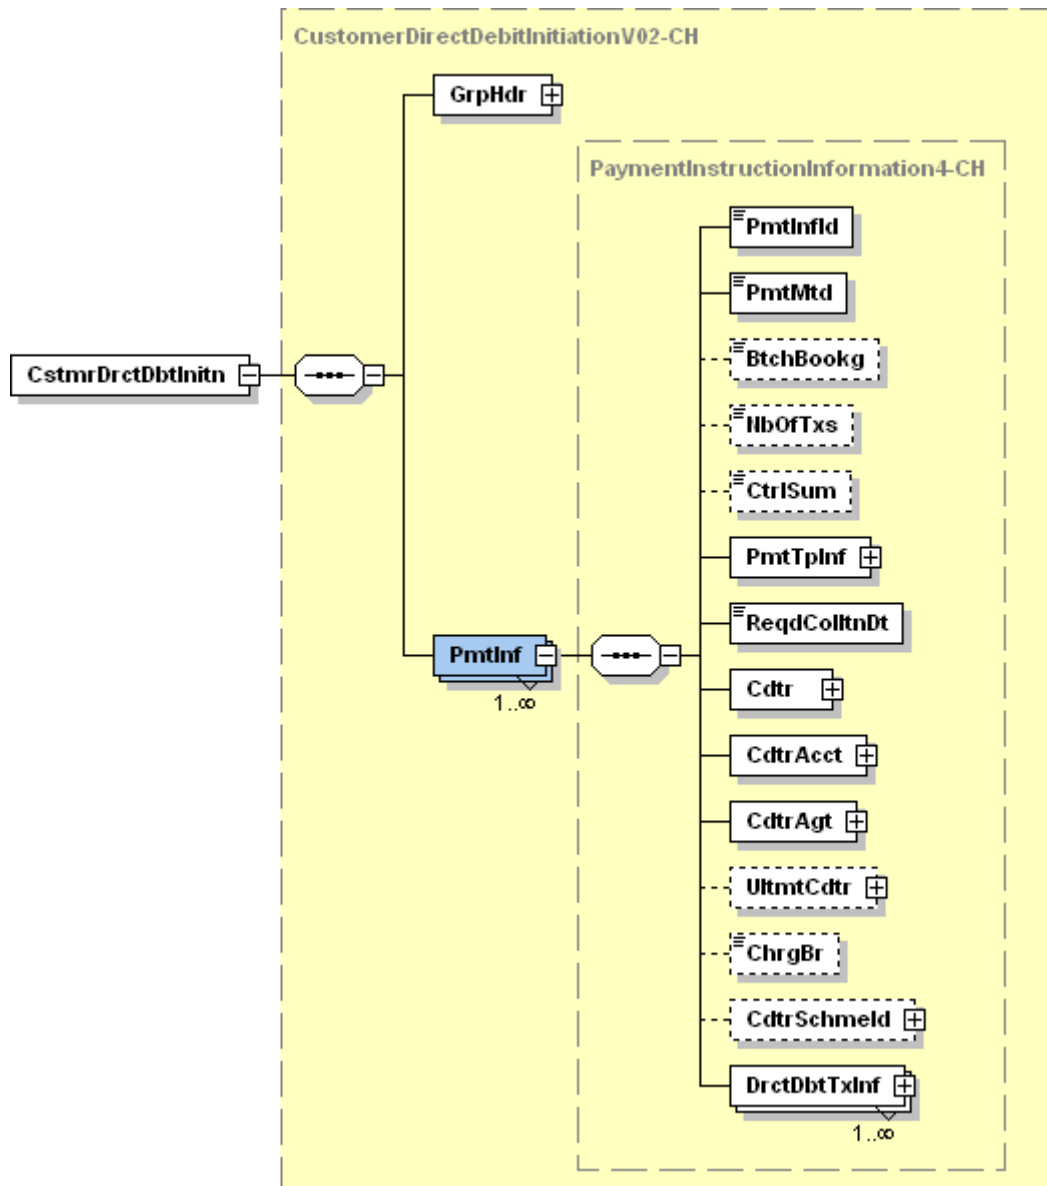 CustomerDirectDebitInitiationV02-CH
GrpHdr
PaymentInstructionInformation4-CH
PmtInfId
PmtMtd
BtchBookg
NbOfTxs
CtrlSum
PmtTpInf
ReqdColltnDt
CstmrDrctDbtInitn
PmtInf
1..∞
Cdtr
CdtrAcct
CdtrAgt
UltmtCdtr
ChrgBr
CdtrSchmeId
DrctDbtTxInf
1..∞